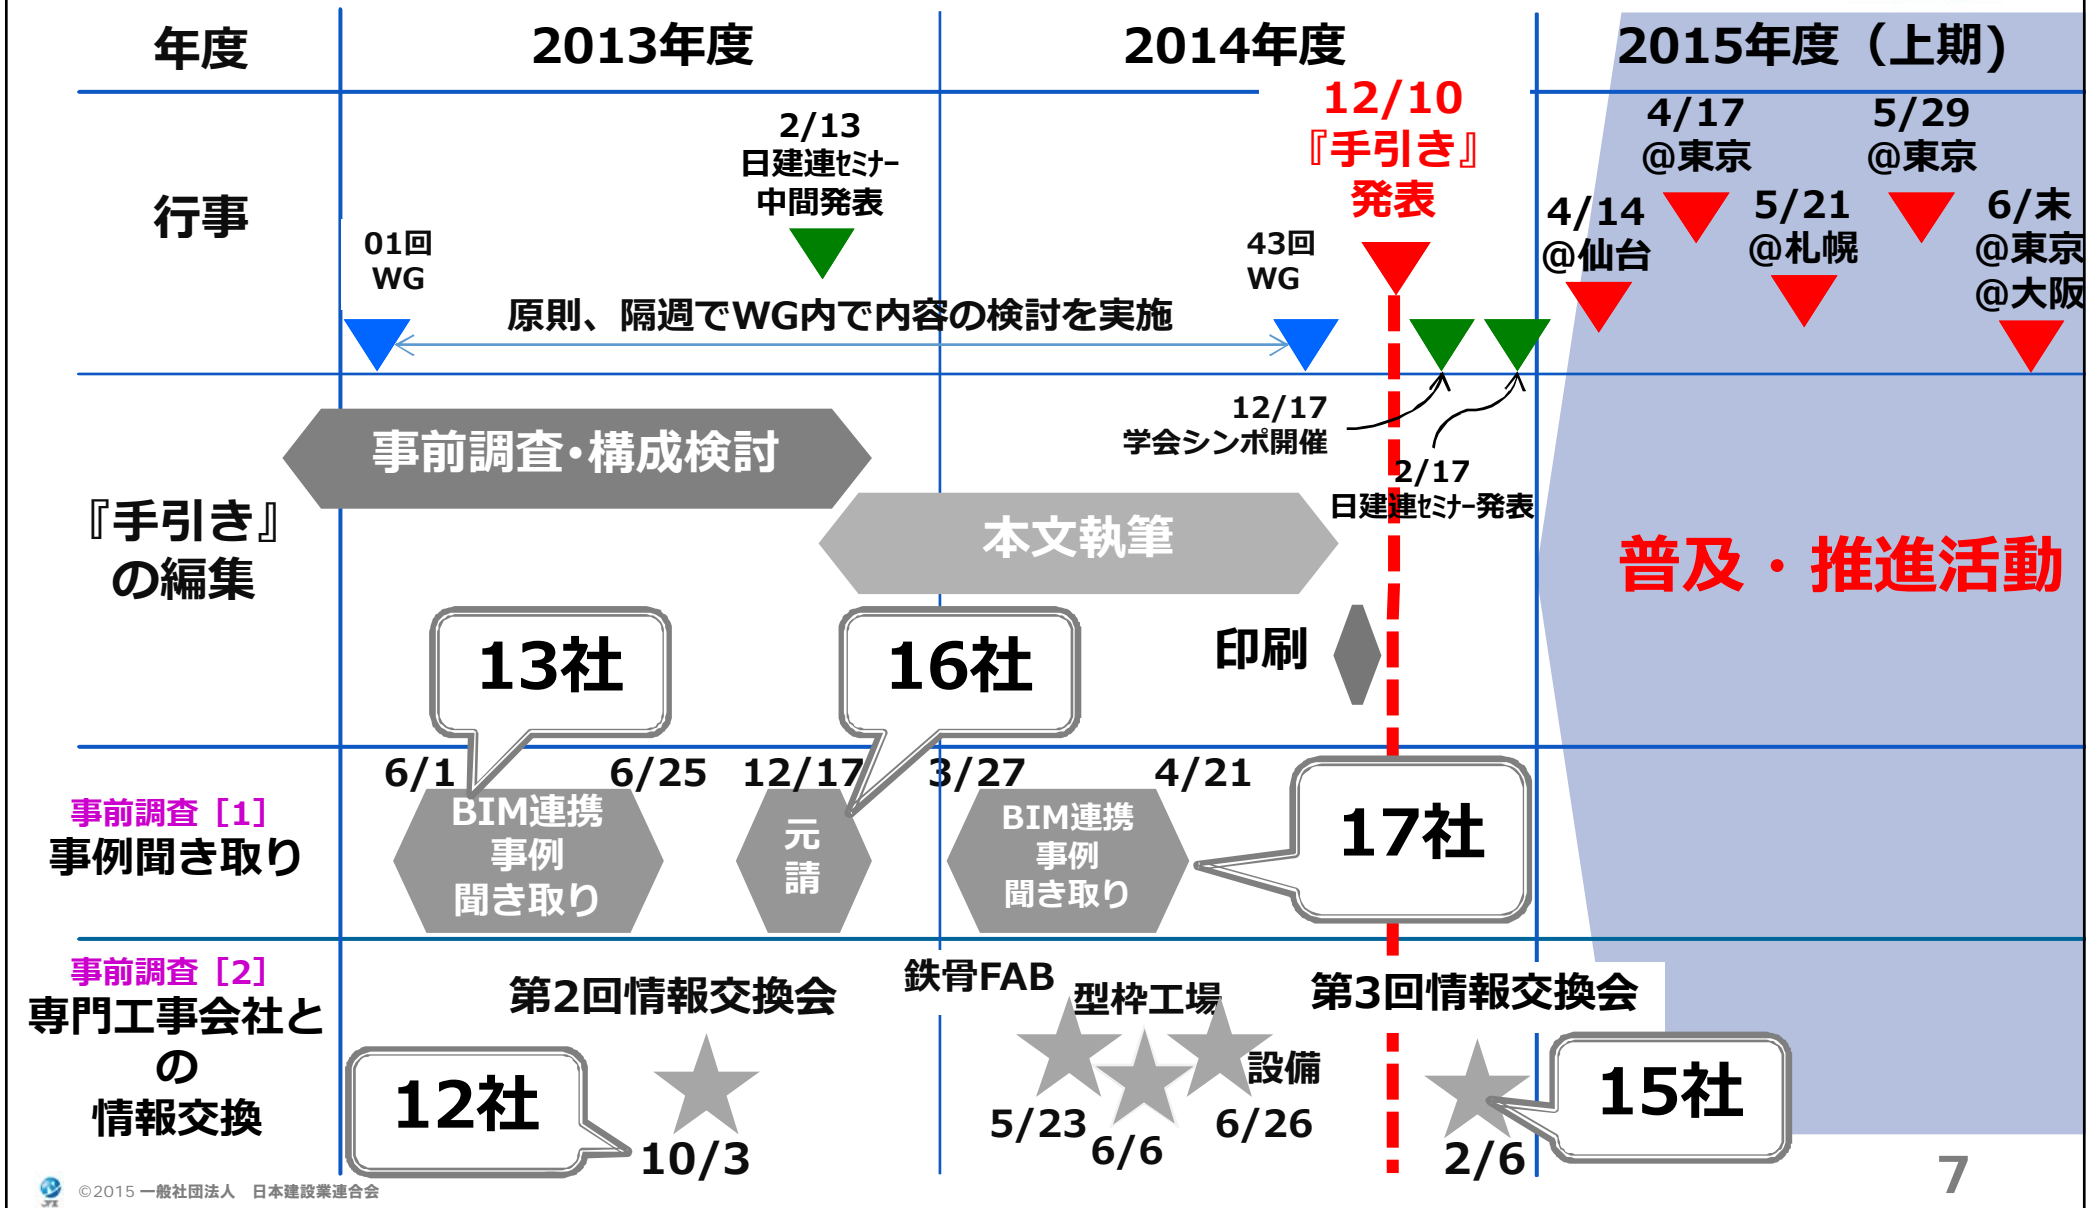 年度
2013年度
2014年度
2015年度（上期)
行事
2/13
日建連ｾﾐﾅｰ
中間発表
12/10
『手引き』
発表
4/17
@東京
5/29
@東京
4/14
@仙台
5/21
@札幌
6/末
@東京
@大阪
01回
WG
43回
WG
原則、隔週でWG内で内容の検討を実施
12/17
学会シンポ開催
2/17
日建連ｾﾐﾅｰ発表
『手引き』
の編集
事前調査・構成検討
本文執筆
印刷
普及・推進活動
13社
16社
17社
事前調査［1］
事例聞き取り
6/1
6/25
12/17
3/27
4/21
BIM連携
事例
聞き取り
元
請
BIM連携
事例
聞き取り
事前調査［2］
専門工事会社と
の
情報交換
第2回情報交換会
12社
10/3
鉄骨FAB
型枠工場
設備
5/23
6/6
6/26
第3回情報交換会
15社
2/6
©2015 一般社団法人　日本建設業連合会
7